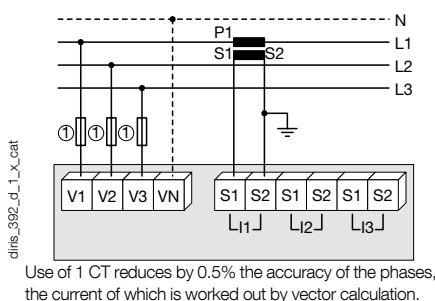 N
P1
L1
S1 S2
L2
L3
1 1 1
V1 V2 V3 VN S1 S2 S1 S2 S1 S2
I1 I2 I3
diris_392_d_1_x_cat
Use of 1 CT reduces by 0.5% the accuracy of the phases,
the current of which is worked out by vector calculation.